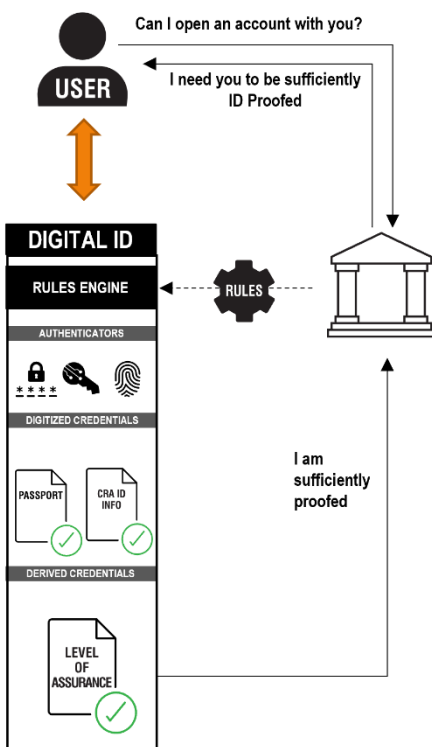 Can I open an account with you?
I need you to be sufficiently
ID Proofed
USER
DIGITAL ID
RULES ENGINE
RULES
AUTHENTICATORS
* * * *
DIGITIZED CREDENTIALS
PASSPORT
CRA ID
INFO
I am
sufficiently
proofed
DERIVED CREDENTIALS
LEVEL
OF
ASSURANCE